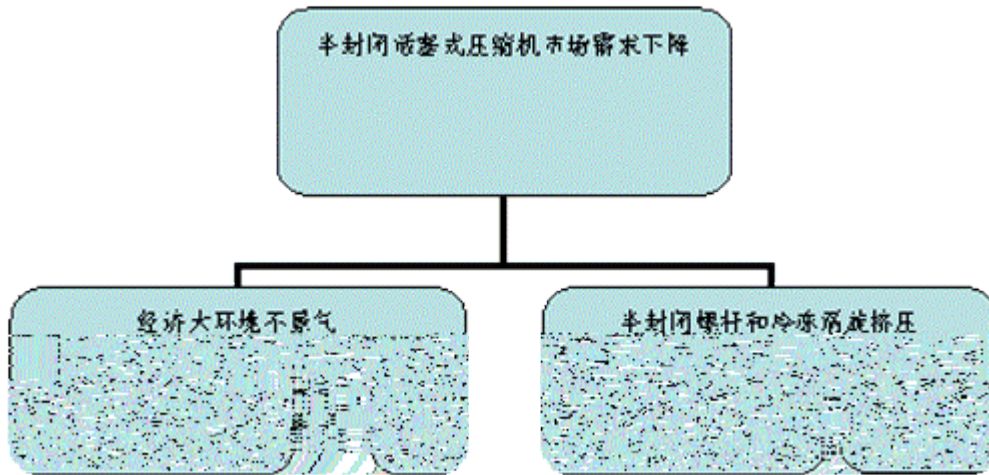 半封闭活塞式压缩机市场需求下降
经济大环境不景气
半封闭螺杆和冷冻涡旋挤压